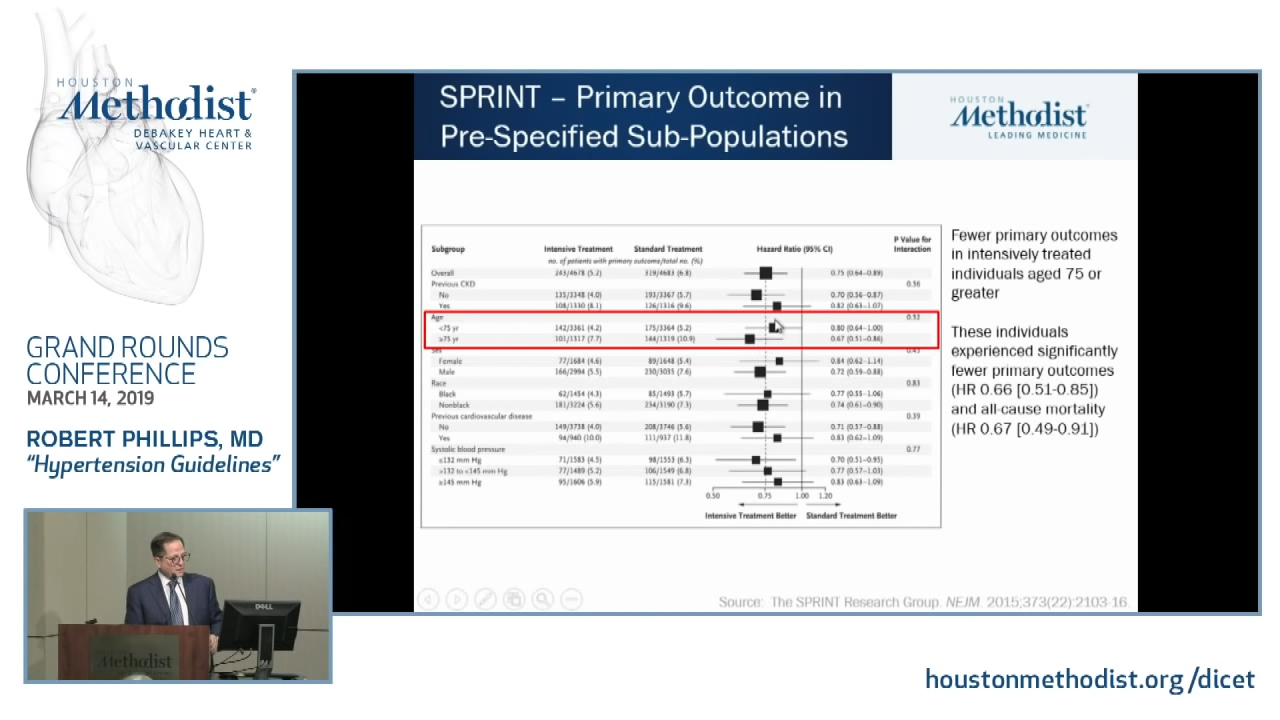 HOUSTON
Methodist®
DEBAKEY HEART &
VASCULAR CENTER
GRAND ROUNDS
CONFERENCE
MARCH 14, 2019
ROBERT PHILLIPS, MD
“Hypertension Guidelines”
SPRINT – Primary Outcome in
Pre-Specified Sub-Populations
HOUSTON
Methodist
LEADING MEDICINE
Subgroup Intensive Treatment Standard Treatment Hazard Ratio (95% CI) P Value for Interaction
no. of patients with primary outcome/total no. (%)
Overall 243/4678 (5.2) 319/4683 (6.8) 0.75 (0.64–0.89)
Previous CKD 0.36
No 135/3348 (4.0) 193/3367 (5.7) 0.70 (0.56–0.87)
Yes 108/1330 (8.1) 126/1316 (9.6) 0.82 (0.63–1.07)
Age 0.32
<75 yr 142/3361 (4.2) 175/3364 (5.2) 0.80 (0.64–1.00)
≥75 yr 101/1317 (7.7) 144/1319 (10.9) 0.67 (0.51–0.86)
Sex 0.45
Female 77/1684 (4.6) 89/1648 (5.4) 0.84 (0.62–1.14)
Male 166/2994 (5.5) 230/3035 (7.6) 0.72 (0.59–0.88)
Race 0.83
Black 62/1454 (4.3) 85/1493 (5.7) 0.77 (0.55–1.06)
Nonblack 181/3224 (5.6) 234/3190 (7.3) 0.74 (0.61–0.90)
Previous cardiovascular disease 0.39
No 149/3738 (4.0) 208/3746 (5.6) 0.71 (0.57–0.88)
Yes 94/940 (10.0) 111/937 (11.8) 0.83 (0.62–1.09)
Systolic blood pressure 0.77
≤132 mm Hg 71/1583 (4.5) 98/1553 (6.3) 0.70 (0.51–0.95)
>132 to <145 mm Hg 77/1489 (5.2) 106/1549 (6.8) 0.77 (0.57–1.03)
≥145 mm Hg 95/1606 (5.9) 115/1581 (7.3) 0.83 (0.63–1.09)
0.50 0.75 1.00 1.20
Intensive Treatment Better Standard Treatment Better
Fewer primary outcomes
in intensively treated
individuals aged 75 or
greater
These individuals
experienced significantly
fewer primary outcomes
(HR 0.66 [0.51-0.85])
and all-cause mortality
(HR 0.67 [0.49-0.91])
Source: The SPRINT Research Group. NEJM. 2015;373(22):2103-16.
DELL
Methodist
houstonmethodist.org/dicet